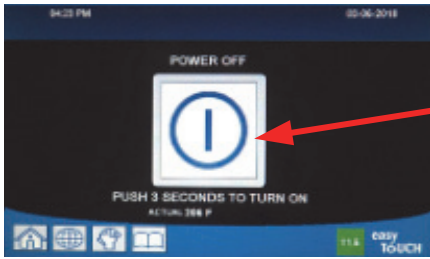 04:23 PM 03-06-2018
POWER OFF
PUSH 3 SECONDS TO TURN ON
ACTUAL 206 F
easy
TOUCH